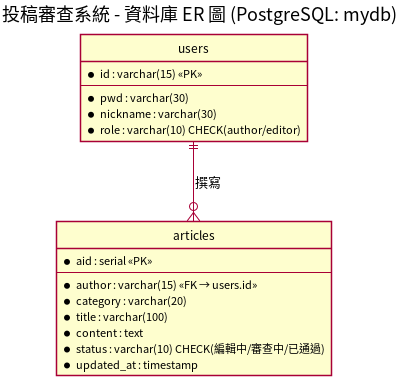 投稿審查系統 - 資料庫 ER 圖 (PostgreSQL: mydb)
users
id : varchar(15) «PK»
pwd : varchar(30)
nickname : varchar(30)
role : varchar(10) CHECK(author/editor)
撰寫
articles
aid : serial «PK»
author : varchar(15) «FK → users.id»
category : varchar(20)
title : varchar(100)
content : text
status : varchar(10) CHECK(編輯中/審查中/已通過)
updated_at : timestamp